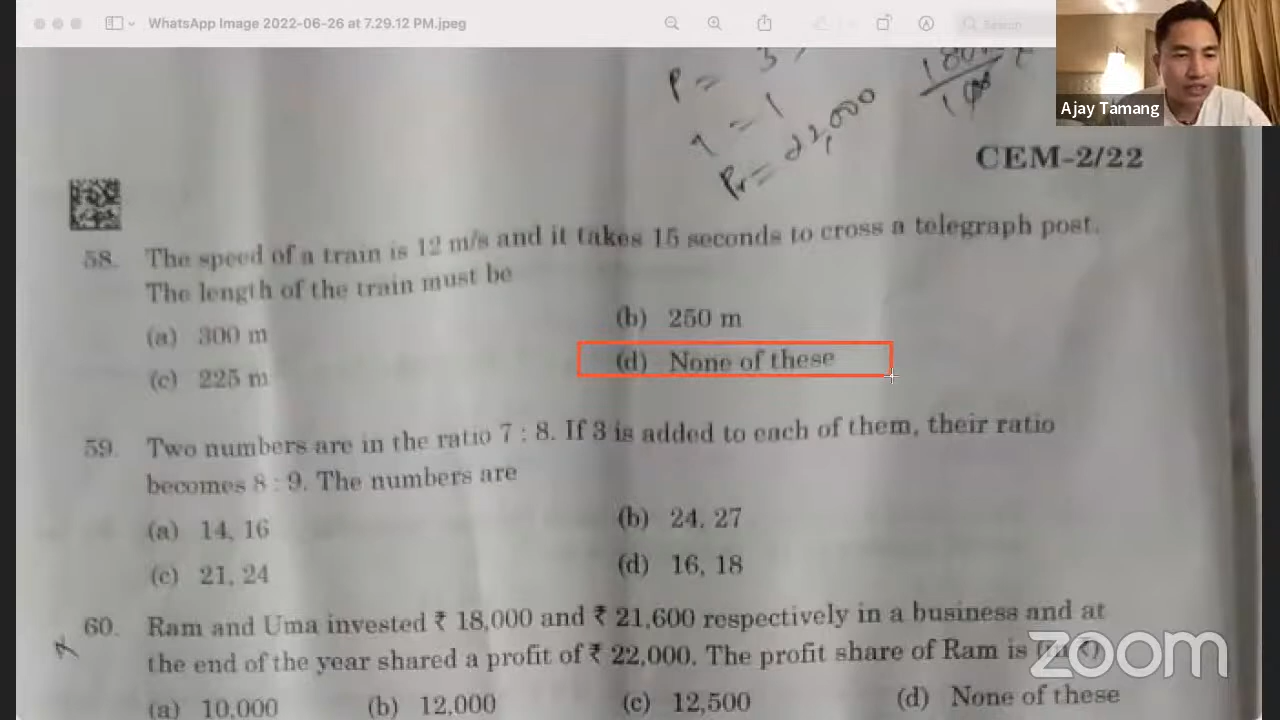 WhatsApp Image 2022-06-26 at 7.29.12 PM.jpeg
Search
Ajay Tamang
P = 3
r = 1
Pr = 22,000
CEM-2/22
58. The speed of a train is 12 m/s and it takes 15 seconds to cross a telegraph post.
The length of the train must be
(a) 300 m
(b) 250 m
(c) 225 m
(d) None of these
59. Two numbers are in the ratio 7 : 8. If 3 is added to each of them, their ratio
becomes 8 : 9. The numbers are
(a) 14, 16
(b) 24, 27
(c) 21, 24
(d) 16, 18
60. Ram and Uma invested ₹ 18,000 and ₹ 21,600 respectively in a business and at
the end of the year shared a profit of ₹ 22,000. The profit share of Ram is (in ₹)
(a) 10,000 (b) 12,000 (c) 12,500 (d) None of these
zoom